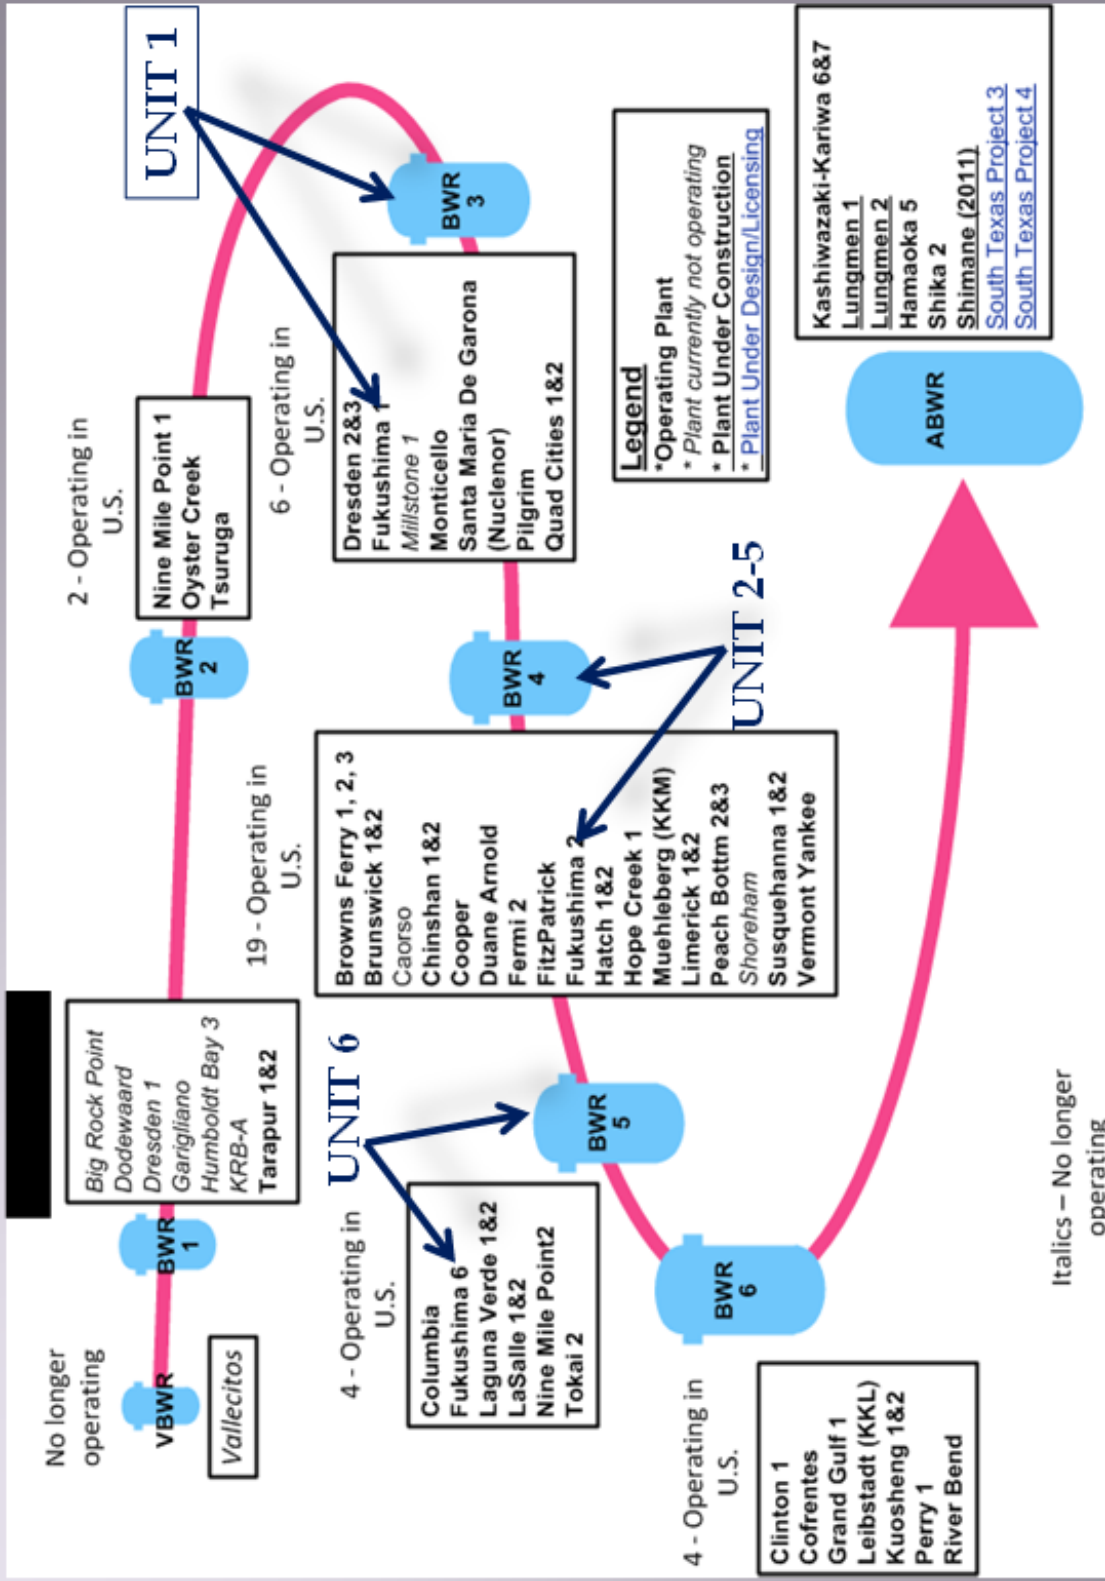 No longer
operating
VBWR
Vallecitos
BWR
1
Big Rock Point
Dodewaard
Dresden 1
Garigliano
Humboldt Bay 3
KRB-A
Tarapur 1&2
BWR
2
2 - Operating in
U.S.
Nine Mile Point 1
Oyster Creek
Tsuruga
UNIT 1
BWR
3
6 - Operating in
U.S.
Dresden 2&3
Fukushima 1
Millstone 1
Monticello
Santa Maria De Garona
(Nuclenor)
Pilgrim
Quad Cities 1&2
BWR
4
UNIT 2-5
19 - Operating in
U.S.
Browns Ferry 1, 2, 3
Brunswick 1&2
Caorso
Chinshan 1&2
Cooper
Duane Arnold
Fermi 2
FitzPatrick
Fukushima 2
Hatch 1&2
Hope Creek 1
Muehleberg (KKM)
Limerick 1&2
Peach Bottm 2&3
Shoreham
Susquehanna 1&2
Vermont Yankee
UNIT 6
BWR
5
4 - Operating in
U.S.
Columbia
Fukushima 6
Laguna Verde 1&2
LaSalle 1&2
Nine Mile Point2
Tokai 2
BWR
6
4 - Operating in
U.S.
Clinton 1
Cofrentes
Grand Gulf 1
Leibstadt (KKL)
Kuosheng 1&2
Perry 1
River Bend
Legend
*Operating Plant
* Plant currently not operating
* Plant Under Construction
* Plant Under Design/Licensing
ABWR
Kashiwazaki-Kariwa 6&7
Lungmen 1
Lungmen 2
Hamaoka 5
Shika 2
Shimane (2011)
South Texas Project 3
South Texas Project 4
Italics – No longer
operating